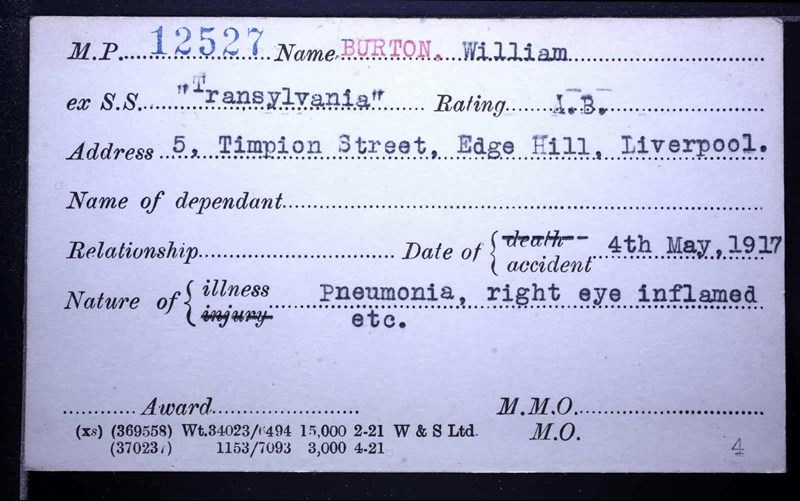 M.P. 12527 Name BURTON. William
ex S.S. "Transylvania" Rating A.B.
Address 5, Timpion Street, Edge Hill, Liverpool.
Name of dependant
Relationship Date of { death accident 4th May, 1917
Nature of { illness injury Pneumonia, right eye inflamed
etc.
Award M.M.O.
(xs) (369558) Wt.34023/6494 15,000 2-21 W & S Ltd. M.O.
(370237) 1153/7093 3,000 4-21
4